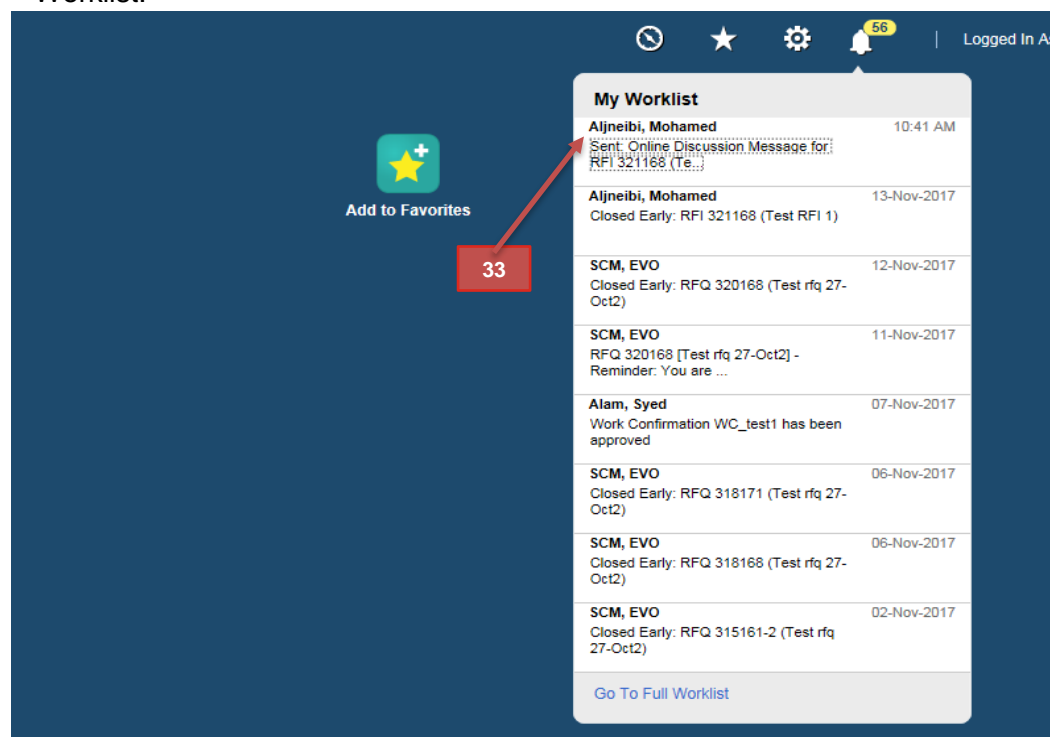 Worklist.
56
Logged In As
My Worklist
Aljneibi, Mohamed 10:41 AM
Sent: Online Discussion Message for
RFI 321168 (Te...
Add to Favorites
Aljneibi, Mohamed 13-Nov-2017
Closed Early: RFI 321168 (Test RFI 1)
33
SCM, EVO 12-Nov-2017
Closed Early: RFQ 320168 (Test rfq 27-
Oct2)
SCM, EVO 11-Nov-2017
RFQ 320168 [Test rfq 27-Oct2] -
Reminder: You are ...
Alam, Syed 07-Nov-2017
Work Confirmation WC_test1 has been
approved
SCM, EVO 06-Nov-2017
Closed Early: RFQ 318171 (Test rfq 27-
Oct2)
SCM, EVO 06-Nov-2017
Closed Early: RFQ 318168 (Test rfq 27-
Oct2)
SCM, EVO 02-Nov-2017
Closed Early: RFQ 315161-2 (Test rfq
27-Oct2)
Go To Full Worklist